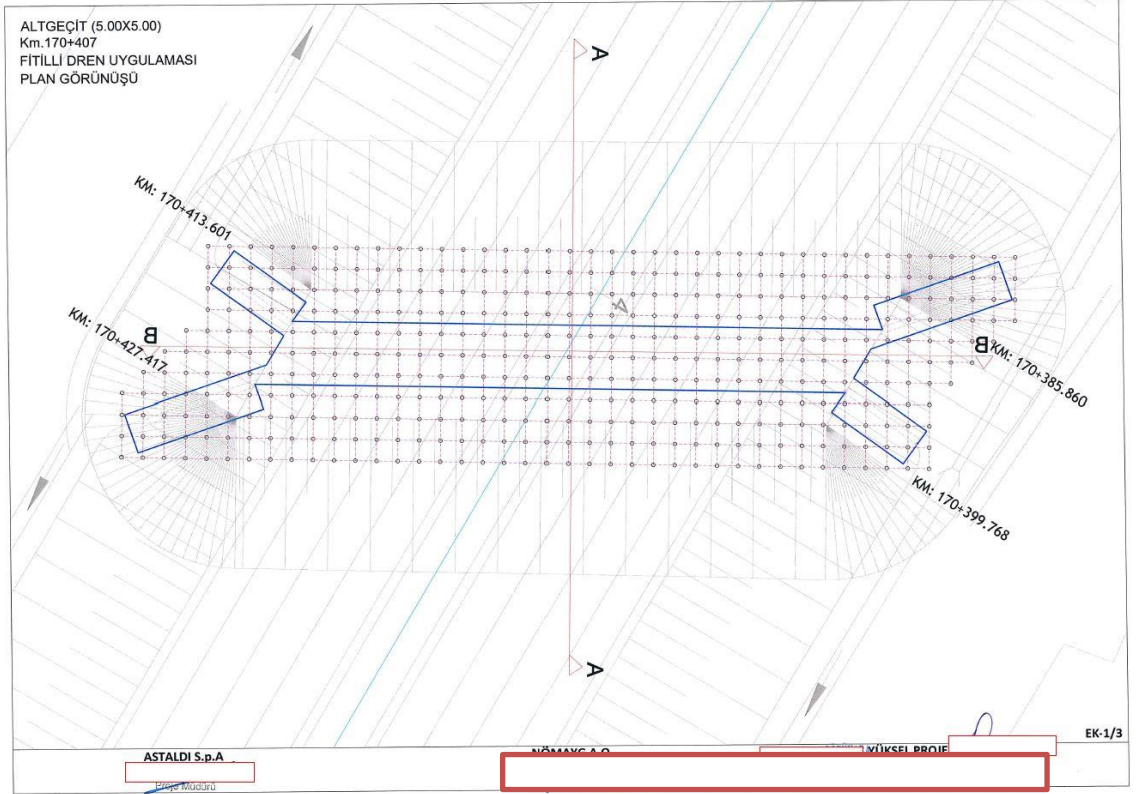 ALTGEÇİT (5.00X5.00)
Km.170+407
FİTİLLİ DREN UYGULAMASI
PLAN GÖRÜNÜŞÜ
A
KM: 170+413.601
4
KM: 170+427.417
B
B
KM: 170+385.860
KM: 170+399.768
A
EK-1/3
ASTALDI S.p.A
YÜKSEL PROJE
Proje Müdürü